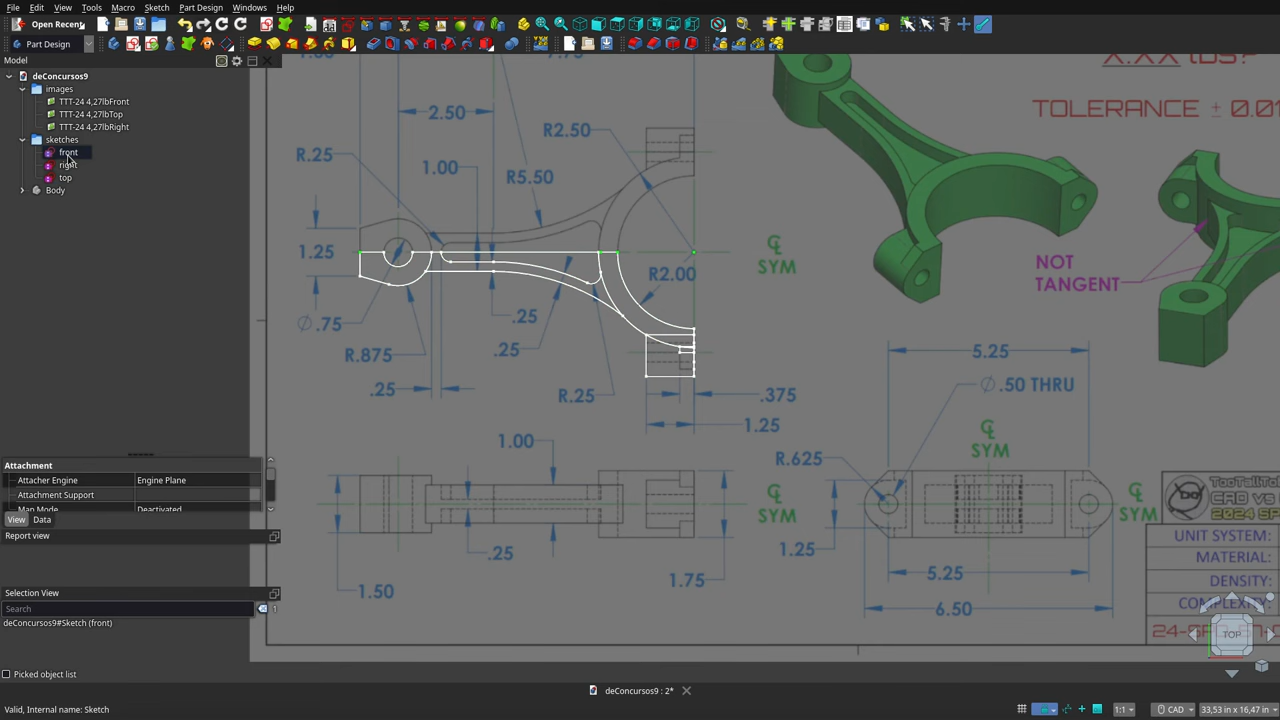 File Edit View Tools Macro Sketch Part Design Windows Help
Open Recent
Part Design
Model
deConcursos9
images
TTT-24 4,27lbFront
TTT-24 4,27lbTop
TTT-24 4,27lbRight
sketches
front
right
top
Body
Attachment
Attacher Engine Engine Plane
Attachment Support
Map Mode Deactivated
View Data
Report view
Selection View
Search
1
deConcursos9#Sketch (front)
Picked object list
Valid, Internal name: Sketch
2.50
R2.50
R.25
1.00
R5.50
1.25
R2.00
Ø.75
.25
R.875
.25
.25
R.25
.375
1.25
℄
SYM
X.XX lbs?
TOLERANCE ± 0.01
NOT
TANGENT
1.00
.25
1.50
1.75
℄
SYM
5.25
Ø.50 THRU
℄
SYM
R.625
1.25
5.25
6.50
℄
SYM
UNIT SYSTEM:
MATERIAL:
DENSITY:
TOP
deConcursos9 : 2*
1:1
CAD
33,53 in x 16,47 in